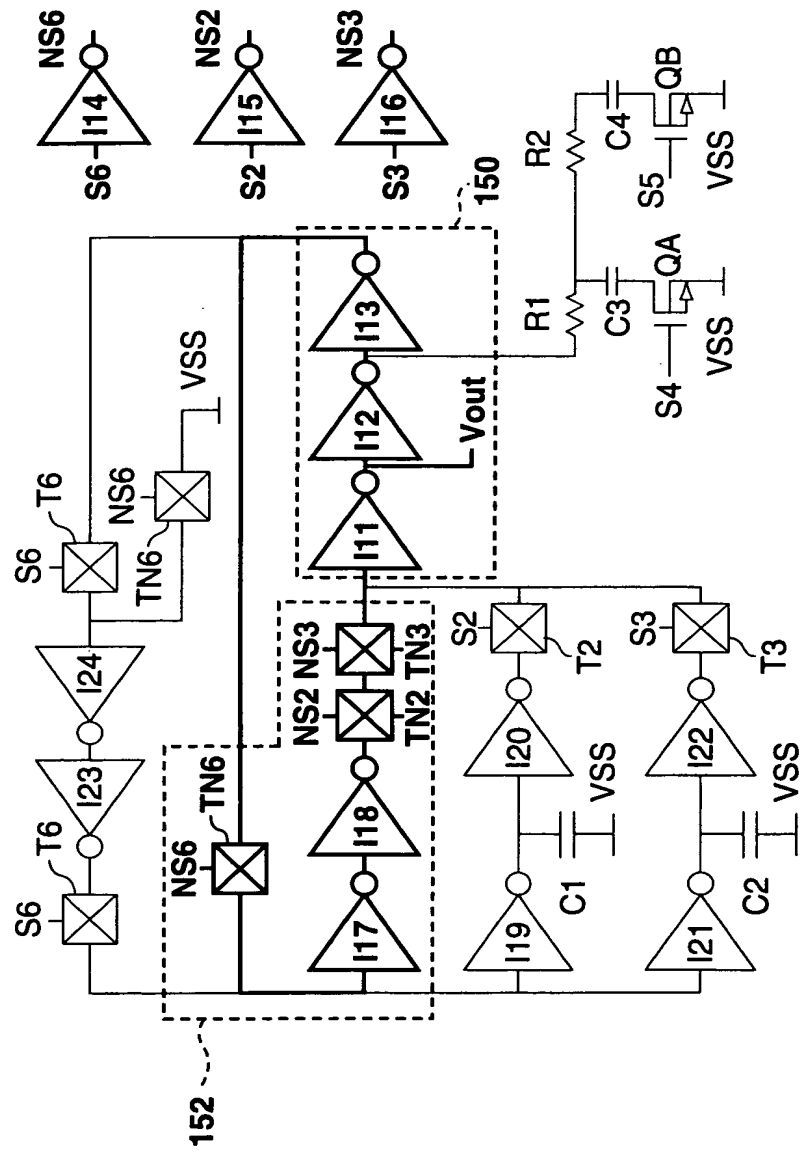 S6 I14 NS6
S2 I15 NS2
S3 I16 NS3
S6 T6 I23 I24 S6 T6
TN6 NS6 VSS
152
NS6 TN6
I17 I18 NS2 TN2 NS3 TN3
I11 I12 I13
Vout
150
I19 C1 VSS I20 S2 T2
I21 C2 VSS I22 S3 T3
R1 R2
C3 C4
S4 QA VSS
S5 QB VSS